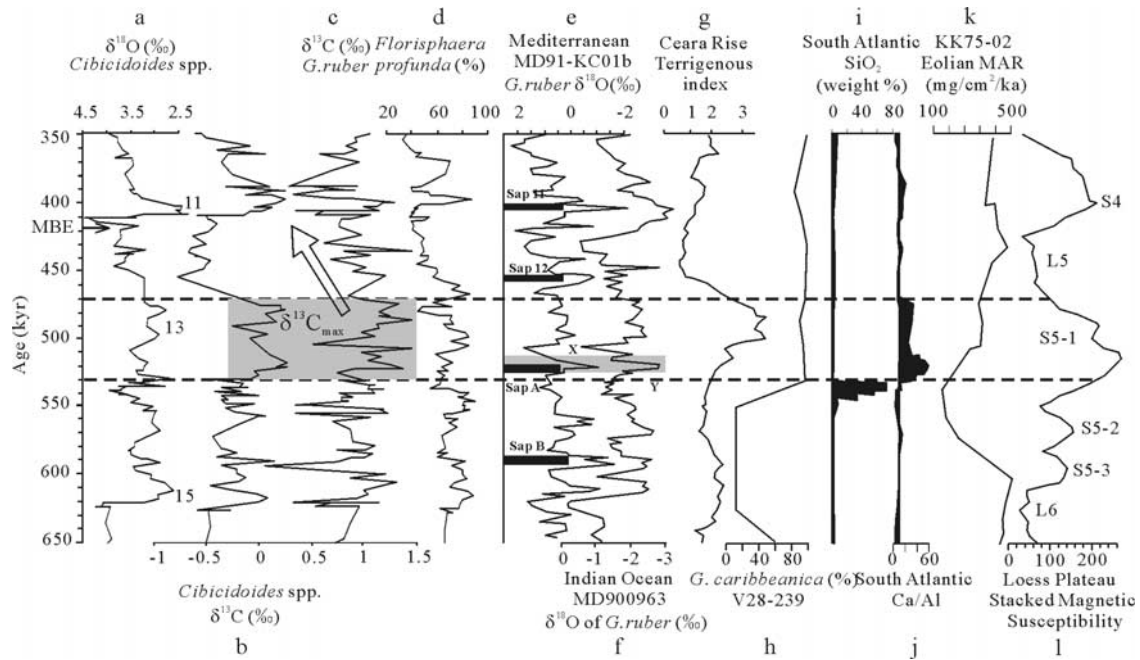 a c d e g i k
δ¹⁸O (‰) δ¹³C (‰) Florisphaera Mediterranean Ceara Rise South Atlantic KK75-02
Cibicidoides spp. G.ruber profunda (%) MD91-KC01b Terrigenous SiO₂ Eolian MAR
G.ruber δ¹⁸O(‰) index (weight %) (mg/cm²/ka)
4.5 3.5 2.5 20 60 100 2 0 -2 0 1 2 3 0 40 80 100 500
350
400
450
500
550
600
650
Age (kyr)
MBE
11
13
15
δ¹³Cmax
Sap 11
Sap 12
X
Sap A
Y
Sap B
S4
L5
S5-1
S5-2
S5-3
L6
-1 -0.5 0 0.5 1 1.5 0 -1 -2 -3 0 40 80 0 60 0 100 200
Cibicidoides spp.
δ¹³C (‰)
Indian Ocean
MD900963
δ¹⁸O of G.ruber (‰)
G. caribbeanica (%)
V28-239
South Atlantic
Ca/Al
Loess Plateau
Stacked Magnetic
Susceptibility
b f h j l